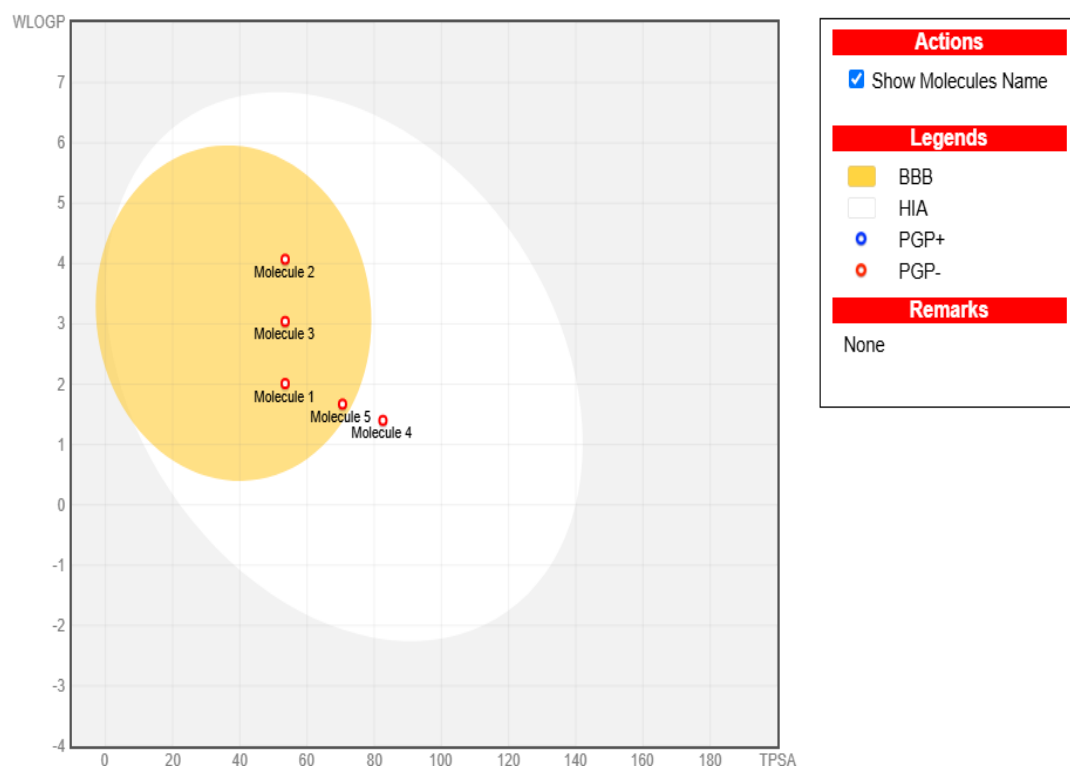 WLOGP
7
6
5
4
3
2
1
0
-1
-2
-3
-4
0 20 40 60 80 100 120 140 160 180 TPSA
Molecule 2
Molecule 3
Molecule 1
Molecule 5
Molecule 4
Actions
Show Molecules Name
Legends
BBB
HIA
PGP+
PGP-
Remarks
None